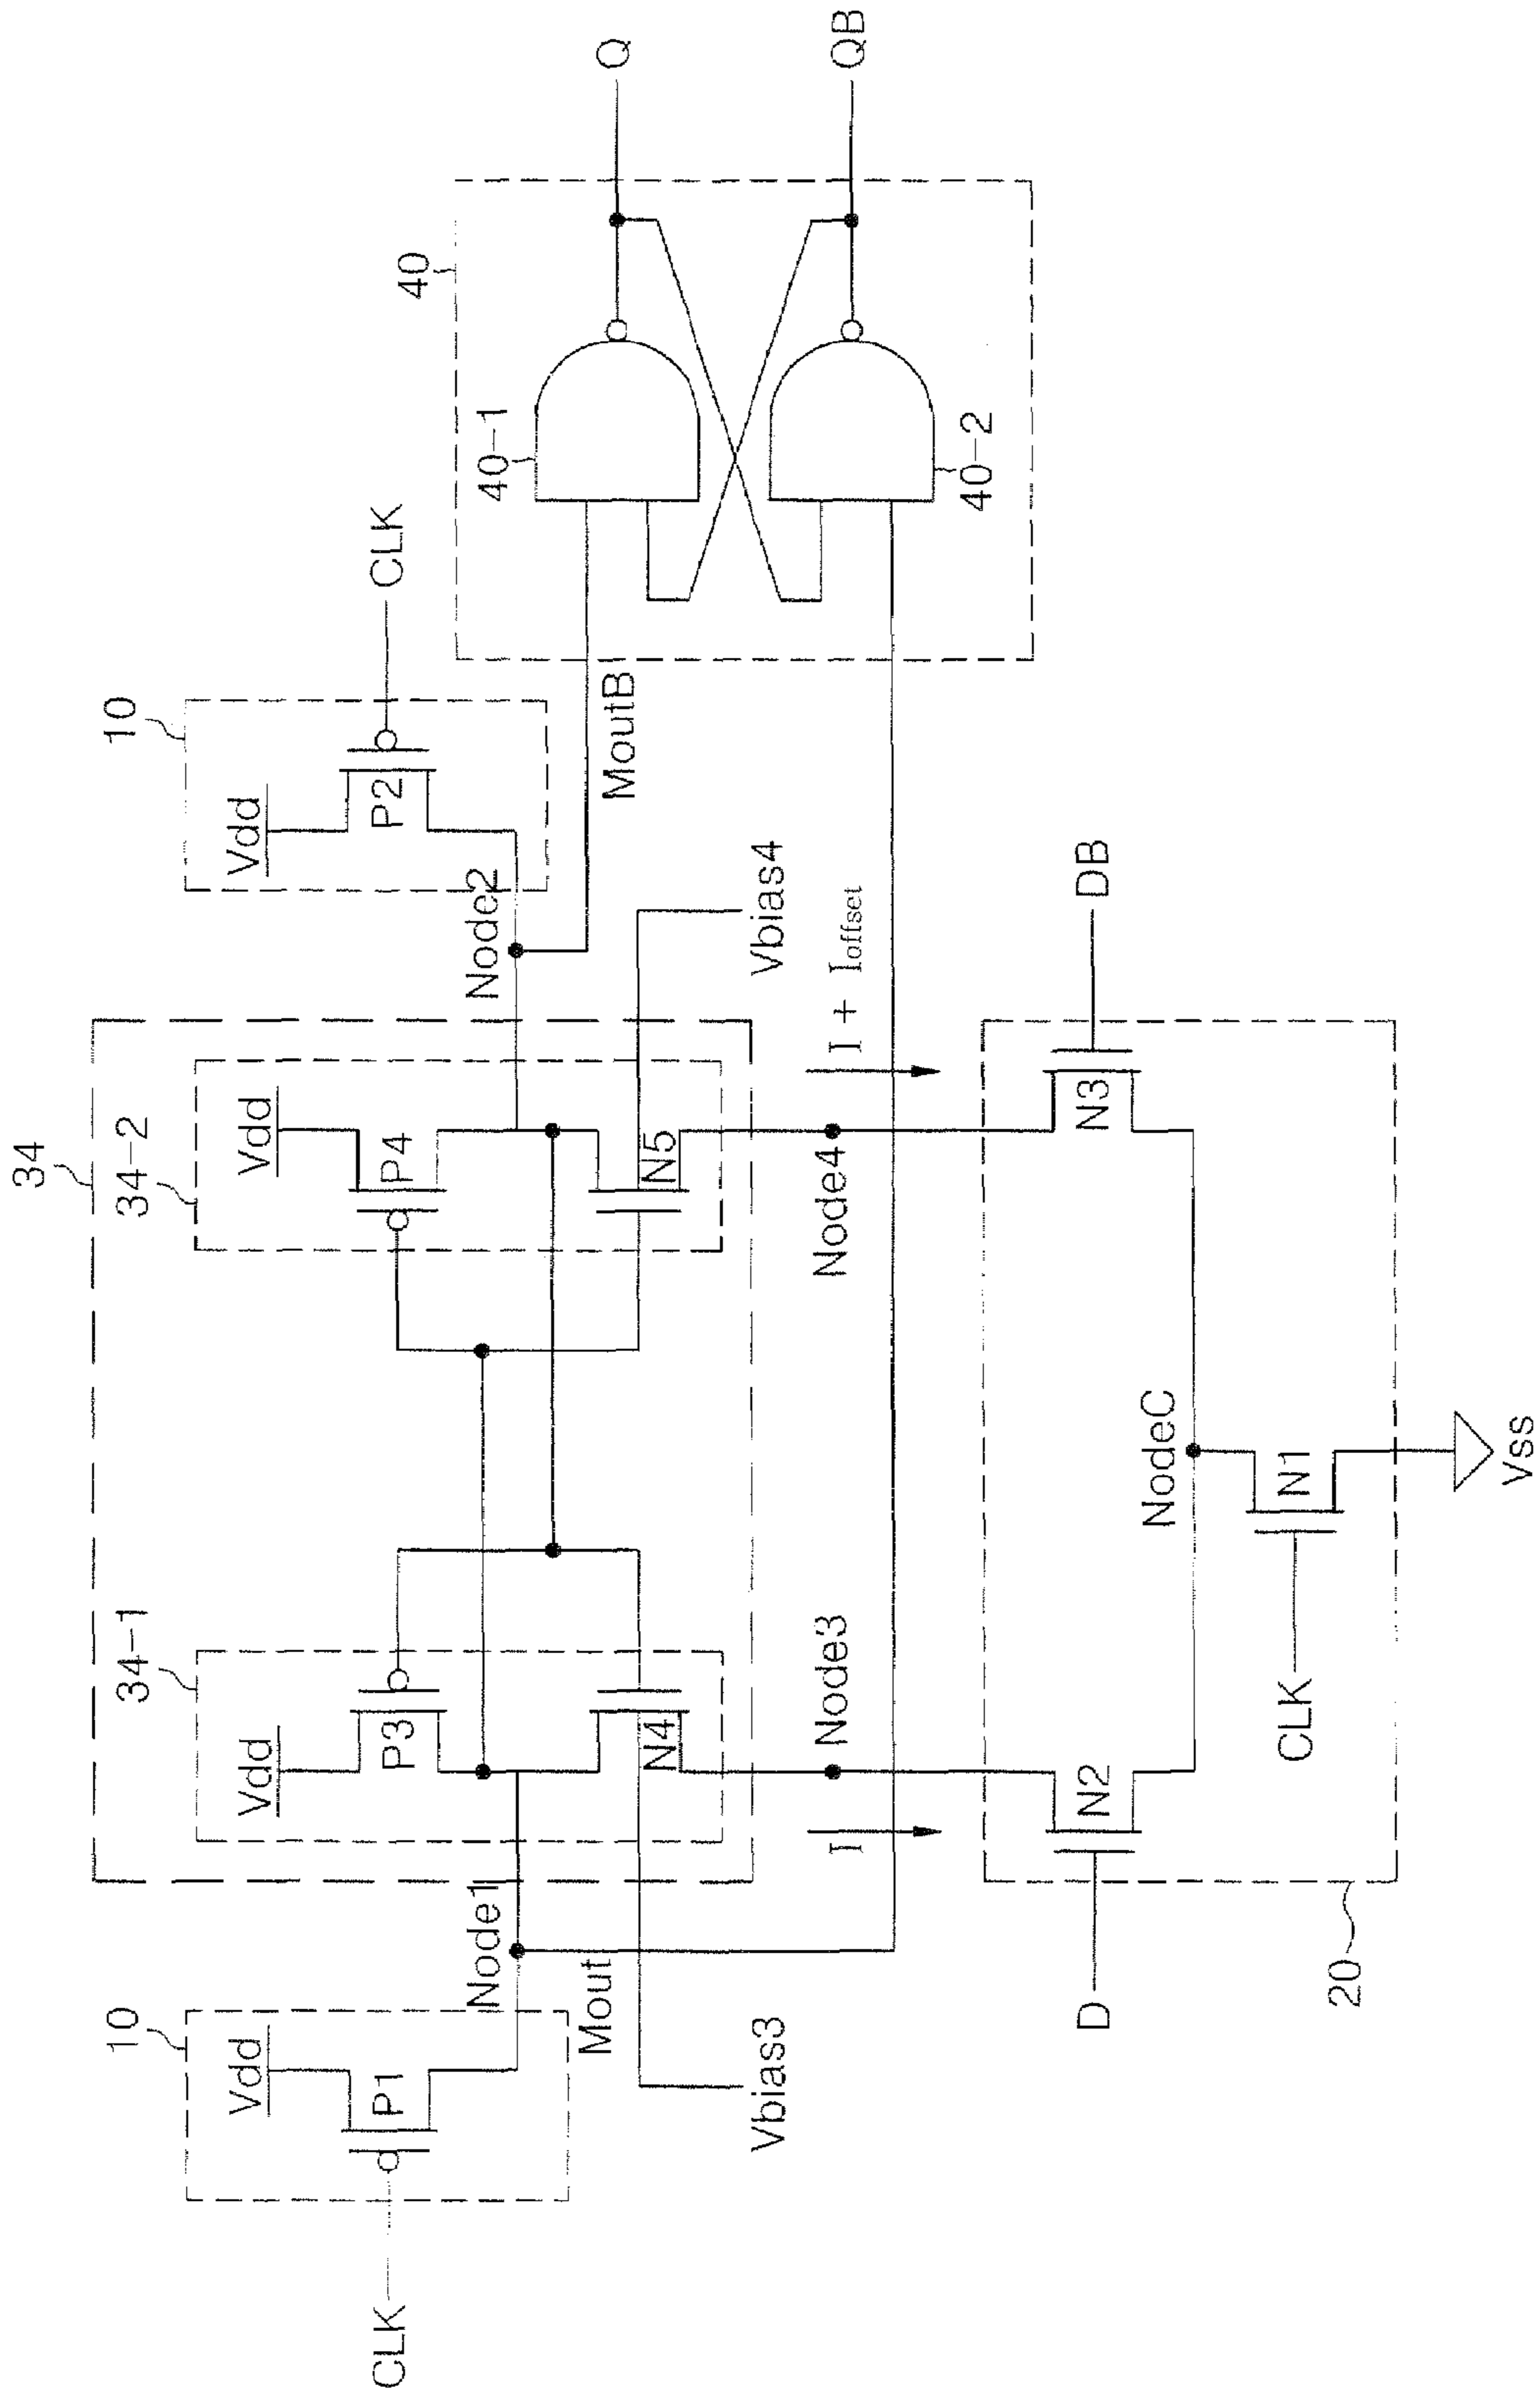 34
34-1
34-2
10
10
Vdd
Vdd
Vdd
Vdd
CLK
P1
P3
P4
P2
CLK
40
Node1
Node2
Mout
N4
N5
MoutB
40-1
Q
Vbias3
Vbias4
Node3
Node4
I
I + Ioffset
QB
40-2
D
N2
N3
DB
NodeC
20
CLK
N1
Vss